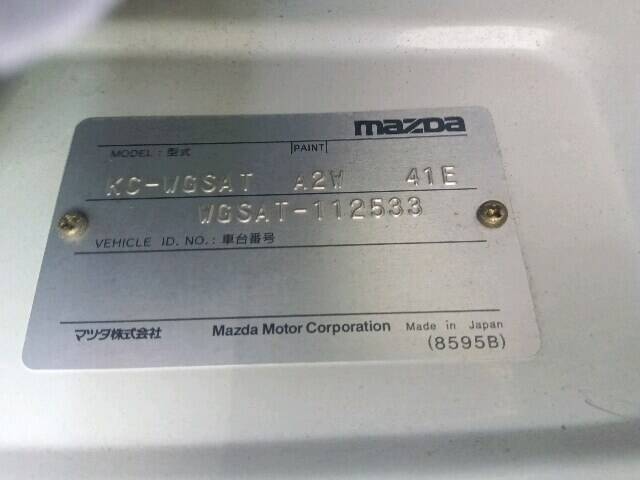 mazda
MODEL : 型式 PAINT
KC-WGSAT A2W 41E
WGSAT-112533
VEHICLE ID. NO. : 車台番号
マツダ株式会社 Mazda Motor Corporation Made in Japan
(8595B)